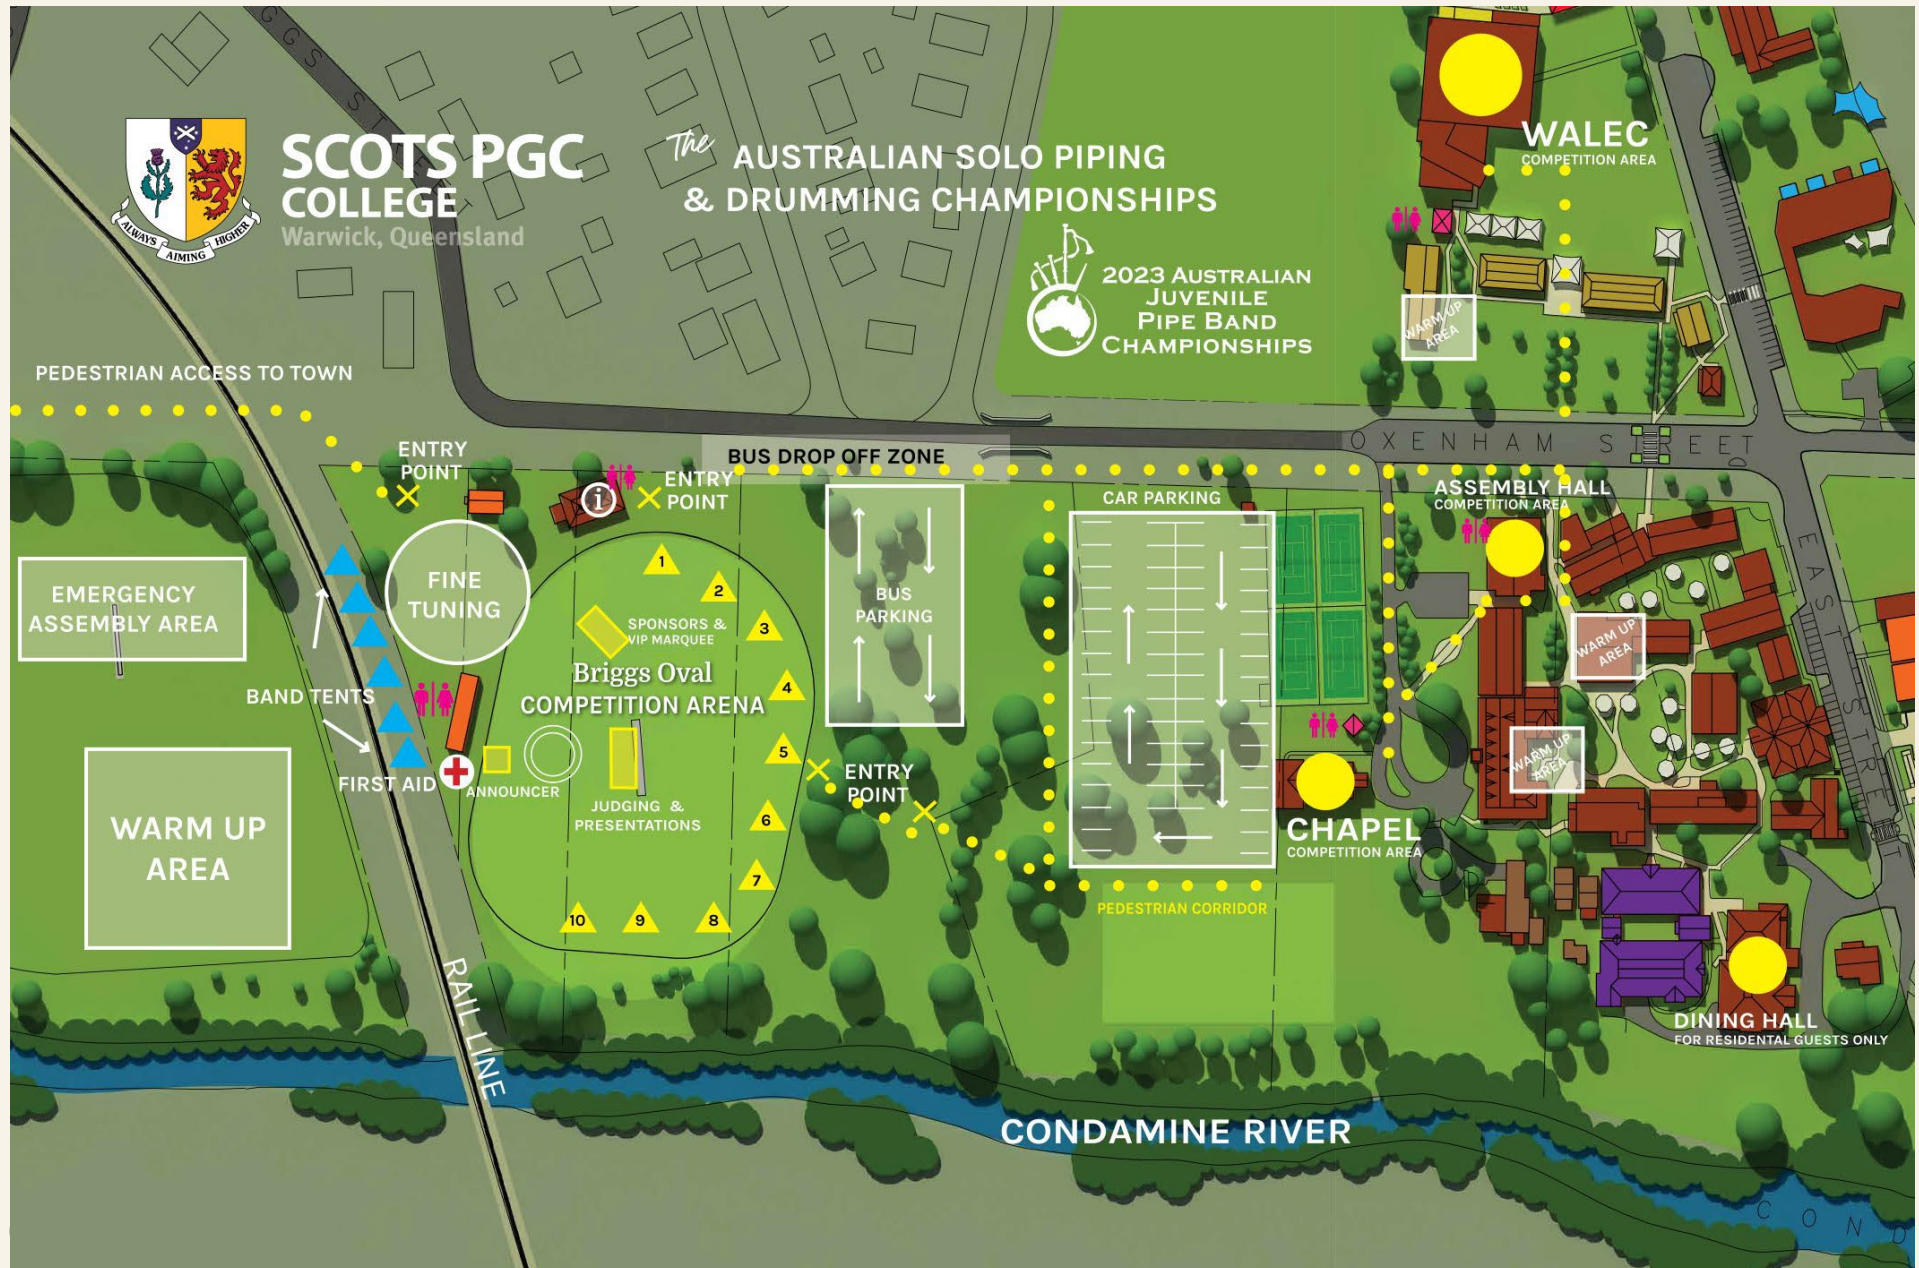 GGS ST
SCOTS PGC
COLLEGE
Warwick, Queensland
ALWAYS
AIMING
HIGHER
The
AUSTRALIAN SOLO PIPING
& DRUMMING CHAMPIONSHIPS
2023 AUSTRALIAN
JUVENILE
PIPE BAND
CHAMPIONSHIPS
WALEC
COMPETITION AREA
WARM UP
AREA
PEDESTRIAN ACCESS TO TOWN
ENTRY
POINT
BUS DROP OFF ZONE
OXENHAM STREET
i
ENTRY
POINT
CAR PARKING
ASSEMBLY HALL
COMPETITION AREA
EAST STREET
EMERGENCY
ASSEMBLY AREA
FINE
TUNING
1
2
3
4
5
6
7
8
9
10
SPONSORS &
VIP MARQUEE
Briggs Oval
COMPETITION ARENA
BUS
PARKING
WARM UP
AREA
BAND TENTS
WARM UP
AREA
FIRST AID
ANNOUNCER
JUDGING &
PRESENTATIONS
ENTRY
POINT
WARM UP
AREA
CHAPEL
COMPETITION AREA
PEDESTRIAN CORRIDOR
RAIL LINE
DINING HALL
FOR RESIDENTAL GUESTS ONLY
CONDAMINE RIVER
COND